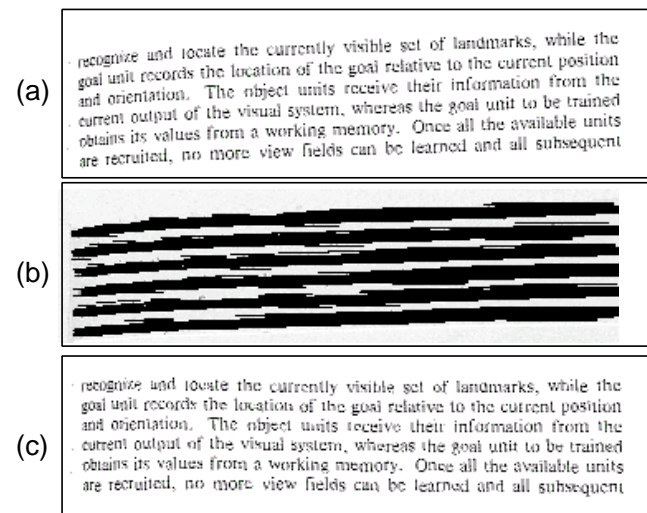 (a)
recognize and locate the currently visible set of landmarks, while the
goal unit records the location of the goal relative to the current position
and orientation. The object units receive their information from the
current output of the visual system, whereas the goal unit to be trained
obtains its values from a working memory. Once all the available units
are recruited, no more view fields can be learned and all subsequent
(b)
(c)
recognize and locate the currently visible set of landmarks, while the
goal unit records the location of the goal relative to the current position
and orientation. The object units receive their information from the
current output of the visual system, whereas the goal unit to be trained
obtains its values from a working memory. Once all the available units
are recruited, no more view fields can be learned and all subsequent